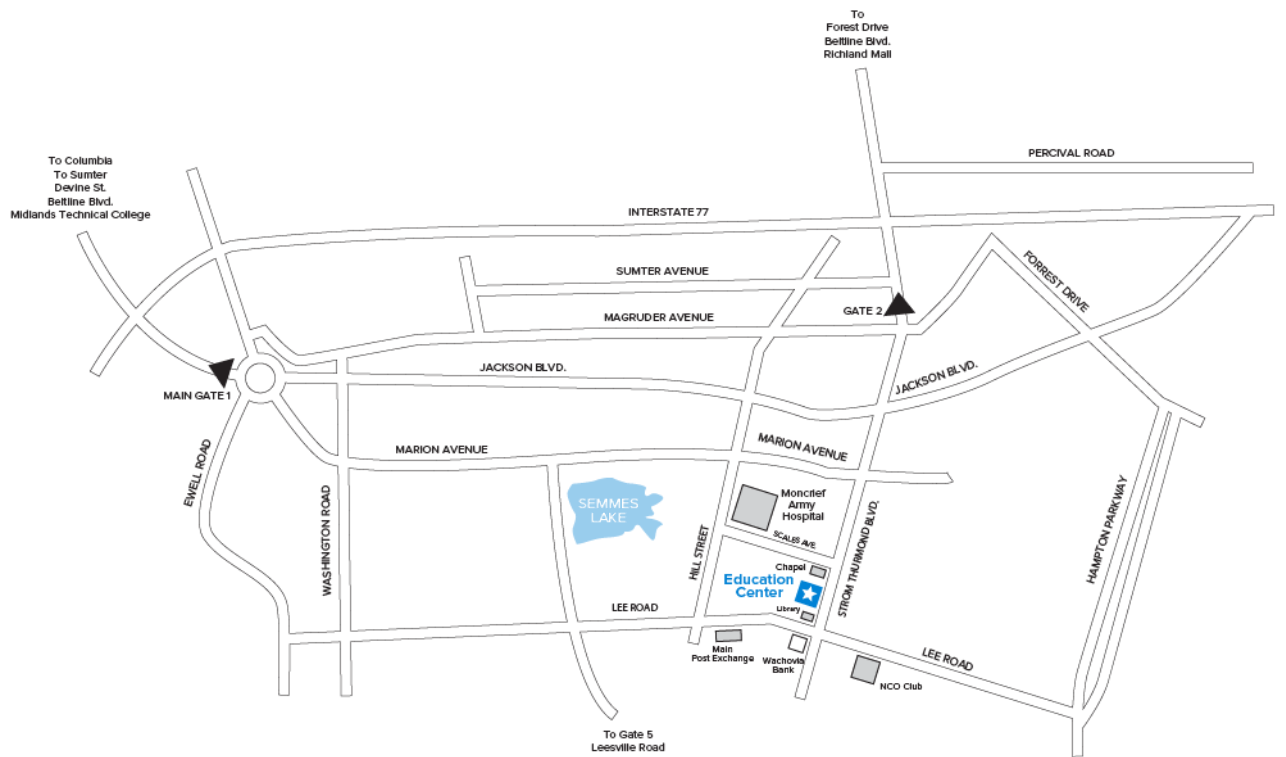 To
Forest Drive
Beltline Blvd.
Richland Mall
PERCIVAL ROAD
To Columbia
To Sumter
Devine St.
Beltline Blvd.
Midlands Technical College
INTERSTATE 77
SUMTER AVENUE
FORREST DRIVE
GATE 2
MAGRUDER AVENUE
JACKSON BLVD.
JACKSON BLVD.
MAIN GATE 1
MARION AVENUE
MARION AVENUE
EWELL ROAD
WASHINGTON ROAD
SEMMES
LAKE
Moncrief
Army
Hospital
SCALES AVE.
HILL STREET
STROM THURMOND BLVD.
HAMPTON PARKWAY
Chapel
Education
Center
Library
LEE ROAD
Main
Post Exchange
Wachovia
Bank
LEE ROAD
NCO Club
To Gate 5
Leesville Road